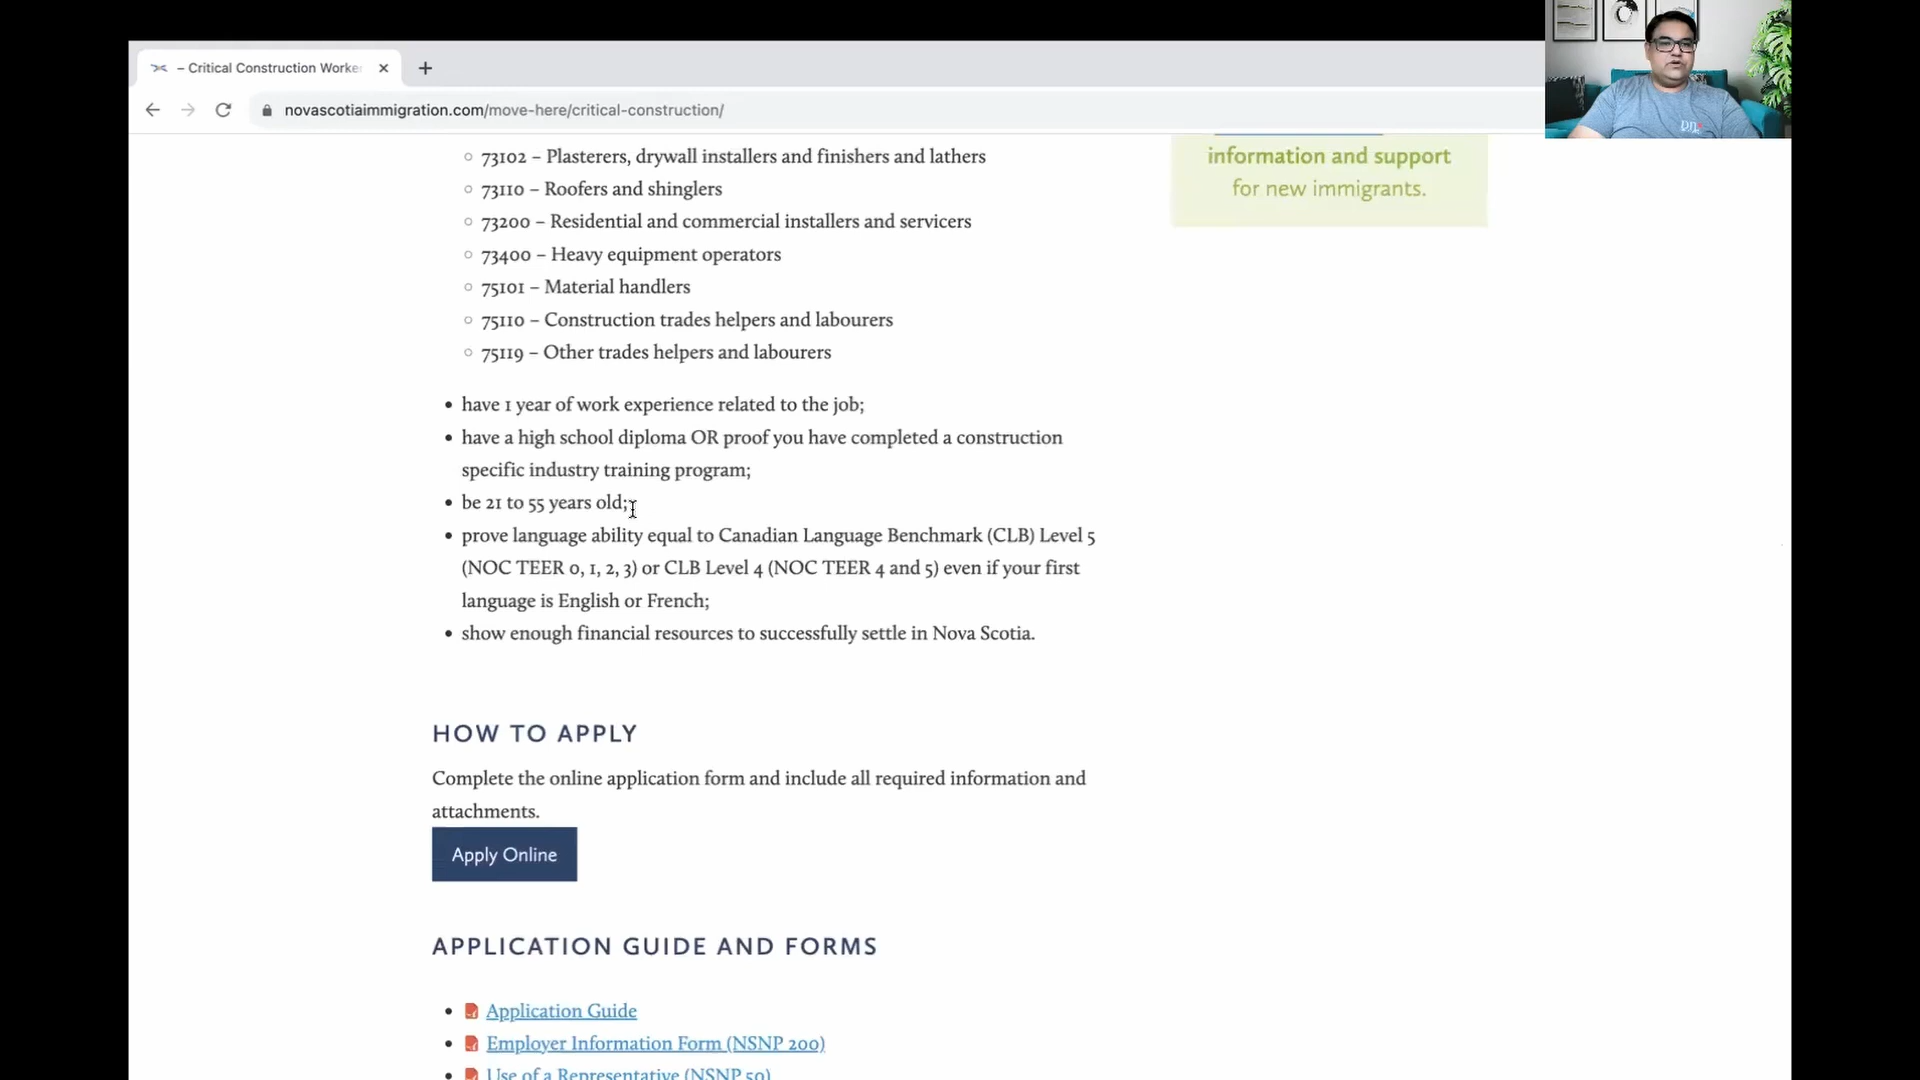 – Critical Construction Worke
novascotiaimmigration.com/move-here/critical-construction/
73102 – Plasterers, drywall installers and finishers and lathers
73110 – Roofers and shinglers
73200 – Residential and commercial installers and servicers
73400 – Heavy equipment operators
75101 – Material handlers
75110 – Construction trades helpers and labourers
75119 – Other trades helpers and labourers
information and support
for new immigrants.
have 1 year of work experience related to the job;
have a high school diploma OR proof you have completed a construction
specific industry training program;
be 21 to 55 years old;
prove language ability equal to Canadian Language Benchmark (CLB) Level 5
(NOC TEER 0, 1, 2, 3) or CLB Level 4 (NOC TEER 4 and 5) even if your first
language is English or French;
show enough financial resources to successfully settle in Nova Scotia.
HOW TO APPLY
Complete the online application form and include all required information and
attachments.
Apply Online
APPLICATION GUIDE AND FORMS
Application Guide
Employer Information Form (NSNP 200)
Use of a Representative (NSNP 50)